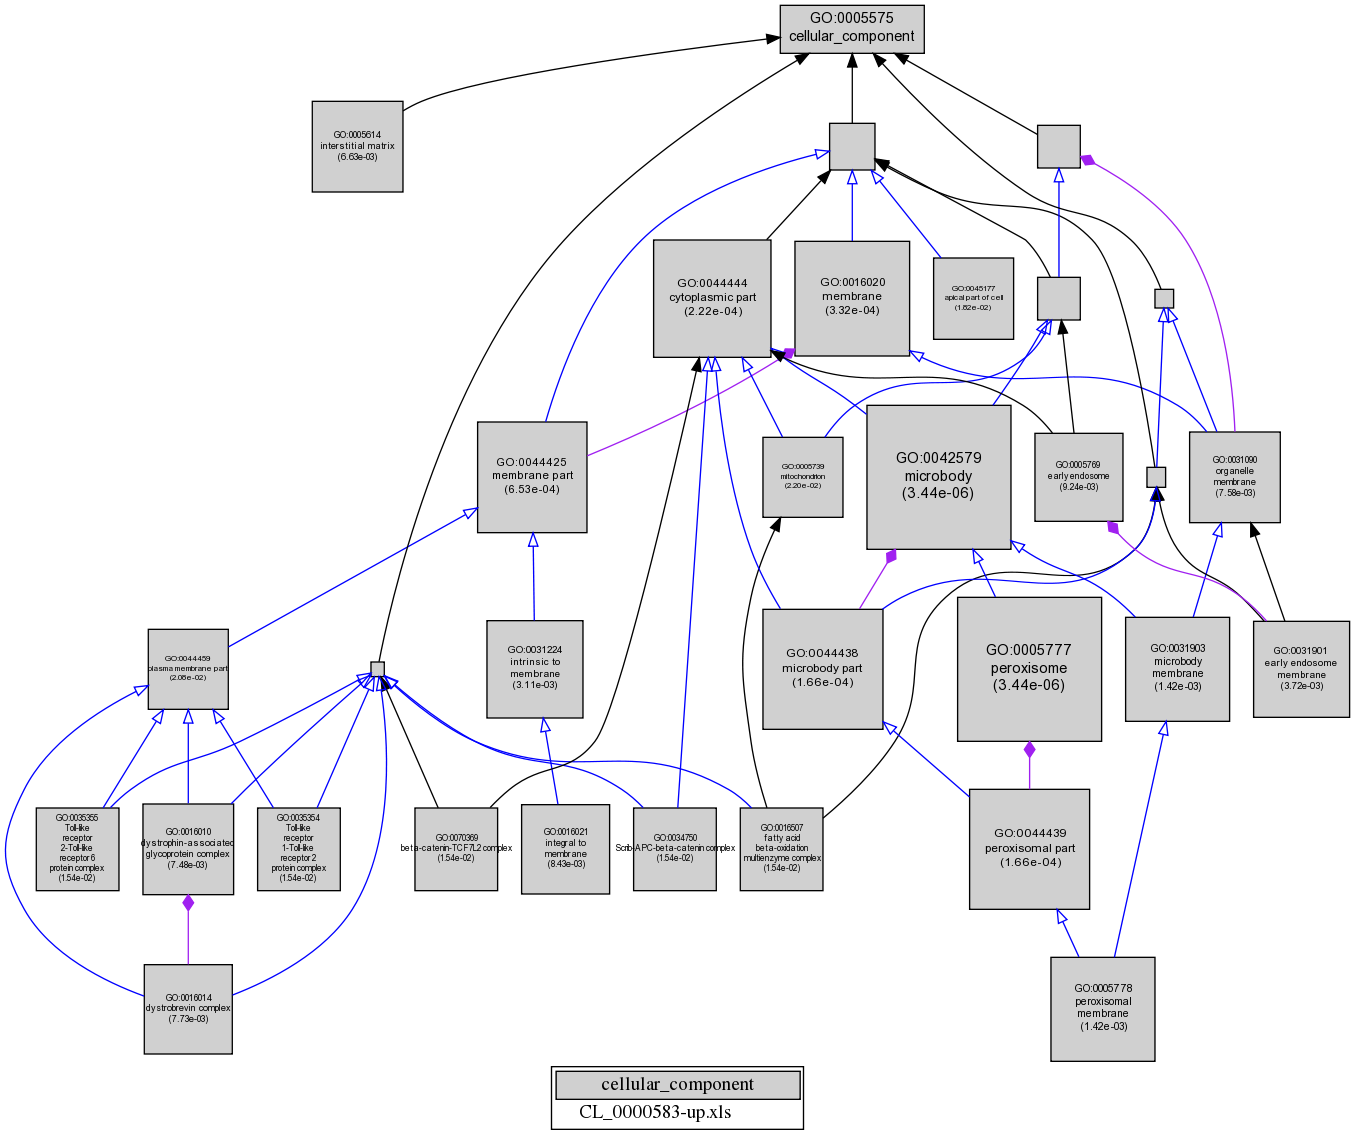 GO:0005575
cellular_component
GO:0005614
interstitial matrix
(6.63e-03)
GO:0044444
cytoplasmic part
(2.22e-04)
GO:0016020
membrane
(3.32e-04)
GO:0045177
apical part of cell
(1.82e-02)
GO:0044425
membrane part
(6.53e-04)
GO:0005739
mitochondrion
(2.20e-02)
GO:0042579
microbody
(3.44e-06)
GO:0005769
early endosome
(9.24e-03)
GO:0031090
organelle
membrane
(7.58e-03)
GO:0044459
plasma membrane part
(2.08e-02)
GO:0031224
intrinsic to
membrane
(3.11e-03)
GO:0044438
microbody part
(1.66e-04)
GO:0005777
peroxisome
(3.44e-06)
GO:0031903
microbody
membrane
(1.42e-03)
GO:0031901
early endosome
membrane
(3.72e-03)
GO:0035355
Toll-like
receptor
2-Toll-like
receptor 6
protein complex
(1.54e-02)
GO:0016010
dystrophin-associated
glycoprotein complex
(7.48e-03)
GO:0035354
Toll-like
receptor
1-Toll-like
receptor 2
protein complex
(1.54e-02)
GO:0070369
beta-catenin-TCF7L2 complex
(1.54e-02)
GO:0016021
integral to
membrane
(8.43e-03)
GO:0034750
Scrib-APC-beta-catenin complex
(1.54e-02)
GO:0016507
fatty acid
beta-oxidation
multienzyme complex
(1.54e-02)
GO:0044439
peroxisomal part
(1.66e-04)
GO:0016014
dystrobrevin complex
(7.73e-03)
GO:0005778
peroxisomal
membrane
(1.42e-03)
cellular_component
CL_0000583-up.xls